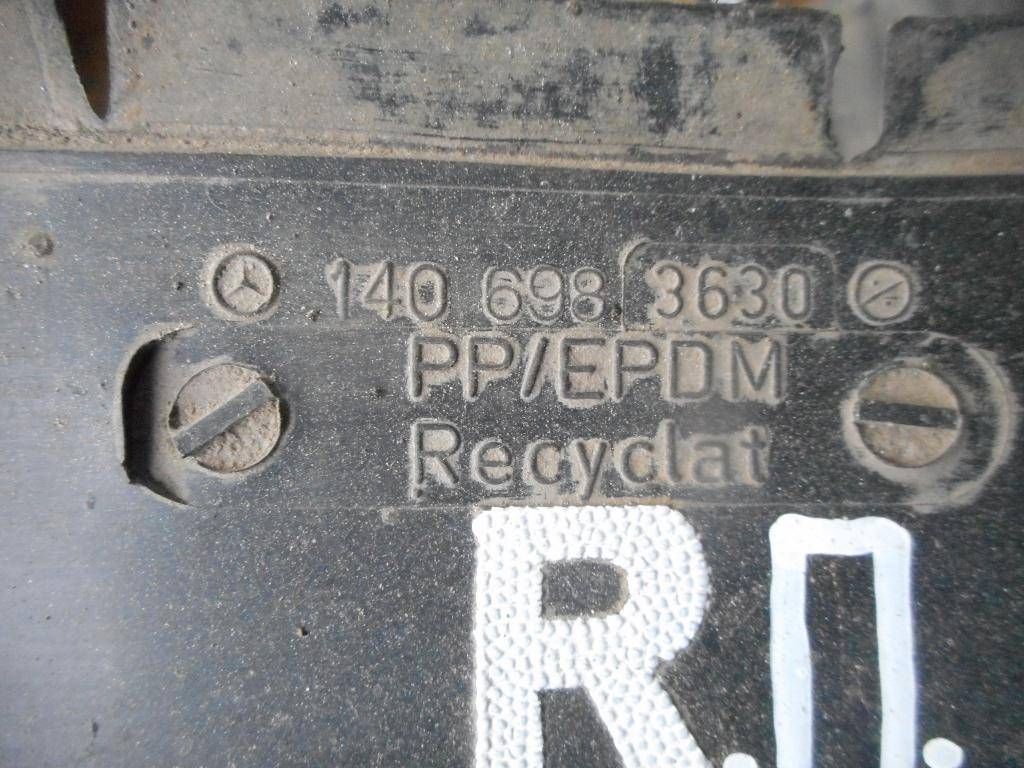 140 698 3630
PP/EPDM
Recyclat
R.П.